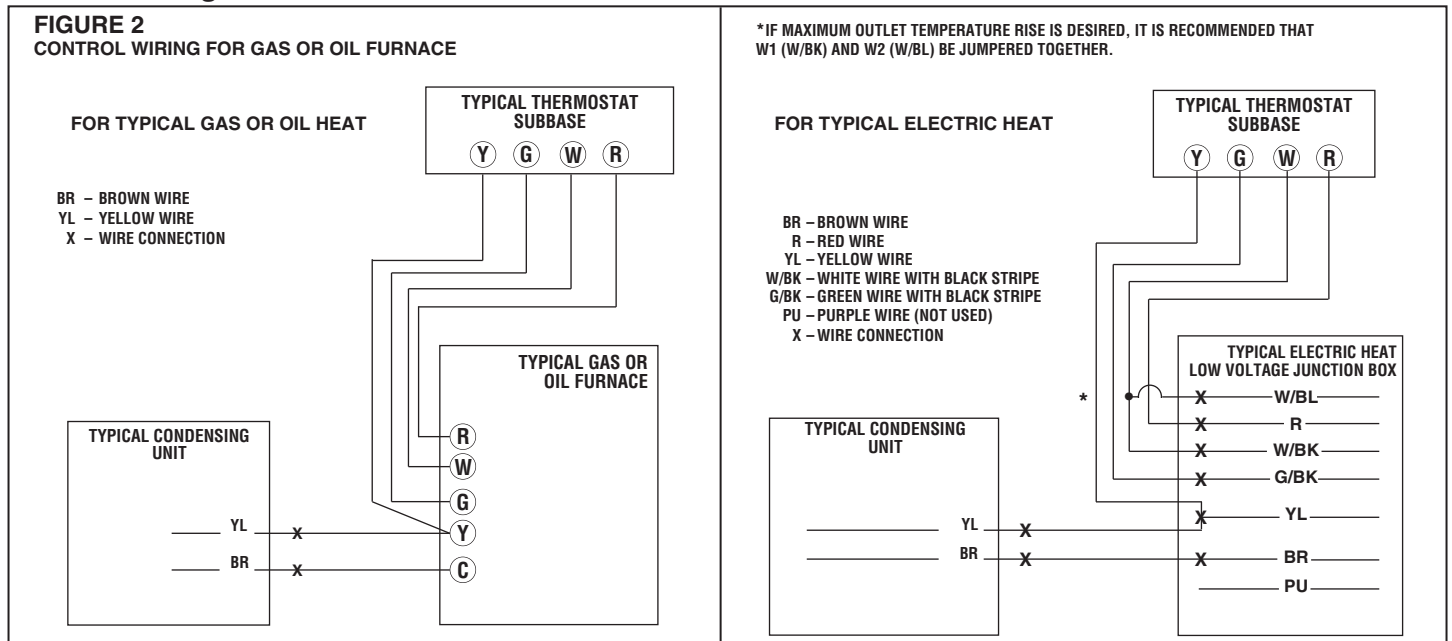 FIGURE 2
CONTROL WIRING FOR GAS OR OIL FURNACE
FOR TYPICAL GAS OR OIL HEAT
TYPICAL THERMOSTAT
SUBBASE
Y G W R
BR – BROWN WIRE
YL – YELLOW WIRE
X – WIRE CONNECTION
TYPICAL GAS OR
OIL FURNACE
R
W
G
Y
C
TYPICAL CONDENSING
UNIT
YL X
BR X
*IF MAXIMUM OUTLET TEMPERATURE RISE IS DESIRED, IT IS RECOMMENDED THAT
W1 (W/BK) AND W2 (W/BL) BE JUMPERED TOGETHER.
FOR TYPICAL ELECTRIC HEAT
TYPICAL THERMOSTAT
SUBBASE
Y G W R
BR – BROWN WIRE
R – RED WIRE
YL – YELLOW WIRE
W/BK – WHITE WIRE WITH BLACK STRIPE
G/BK – GREEN WIRE WITH BLACK STRIPE
PU – PURPLE WIRE (NOT USED)
X – WIRE CONNECTION
TYPICAL ELECTRIC HEAT
LOW VOLTAGE JUNCTION BOX
* X W/BL
X R
X W/BK
X G/BK
X YL
X BR
PU
TYPICAL CONDENSING
UNIT
YL X
BR X